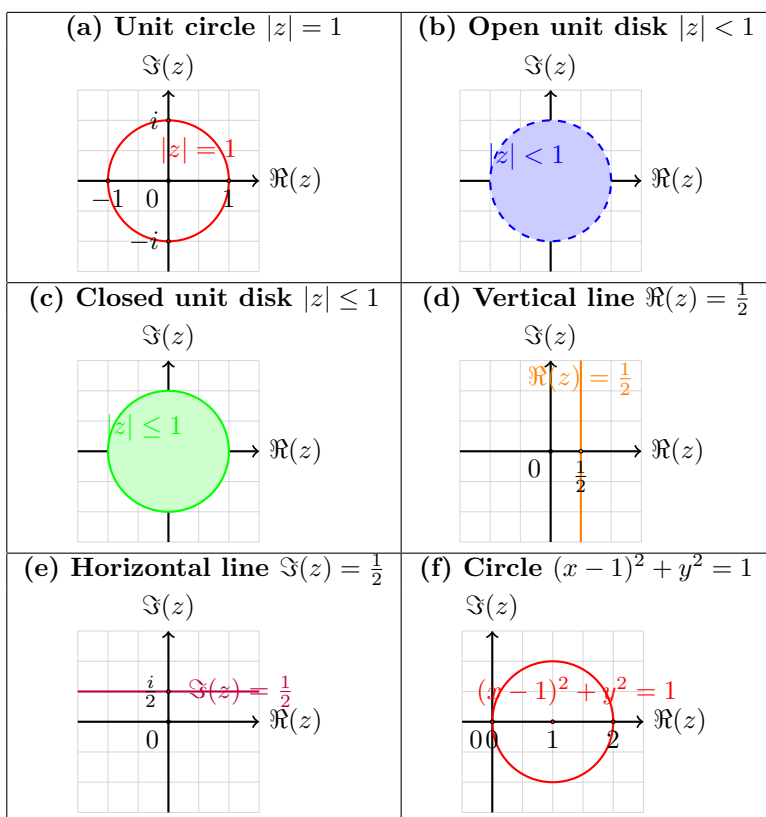 (a) Unit circle |z| = 1
ℑ(z)
i
|z| = 1
ℜ(z)
−1 0 1
−i
(b) Open unit disk |z| < 1
ℑ(z)
|z| < 1
ℜ(z)
(c) Closed unit disk |z| ≤ 1
ℑ(z)
|z| ≤ 1
ℜ(z)
(d) Vertical line ℜ(z) = 1/2
ℑ(z)
ℜ(z) = 1/2
ℜ(z)
0 1/2
(e) Horizontal line ℑ(z) = 1/2
ℑ(z)
i/2 ℑ(z) = 1/2
ℜ(z)
0
(f) Circle (x − 1)² + y² = 1
ℑ(z)
(x − 1)² + y² = 1
ℜ(z)
0 0 1 2